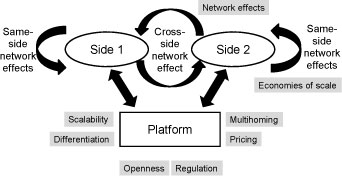 Network effects
Same-
side
network
effects
Side 1
Cross-
side
network
effect
Side 2
Same-
side
network
effects
Economies of scale
Scalability
Differentiation
Platform
Multihoming
Pricing
Openness
Regulation